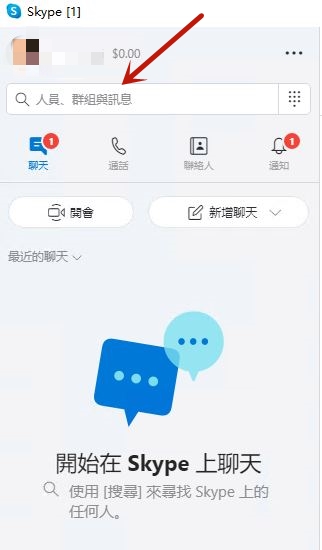 Skype [1]
$0.00
人員、群組與訊息
1
1
聊天
通話
聯絡人
通知
開會
新增聊天
最近的聊天
開始在 Skype 上聊天
使用 [搜尋] 來尋找 Skype 上的
任何人。